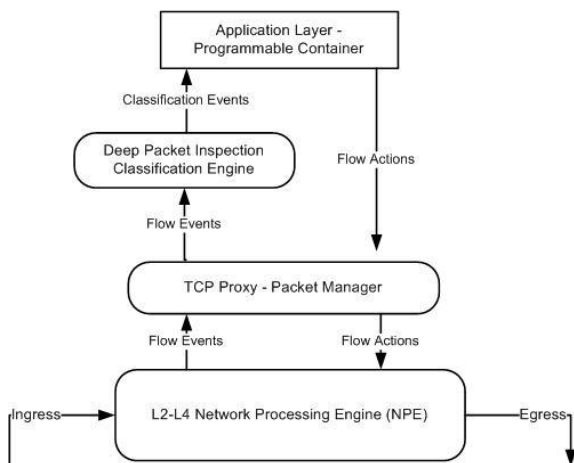 Application Layer -
Programmable Container
Classification Events
Deep Packet Inspection
Classification Engine
Flow Actions
Flow Events
TCP Proxy - Packet Manager
Flow Events
Flow Actions
Ingress
L2-L4 Network Processing Engine (NPE)
Egress